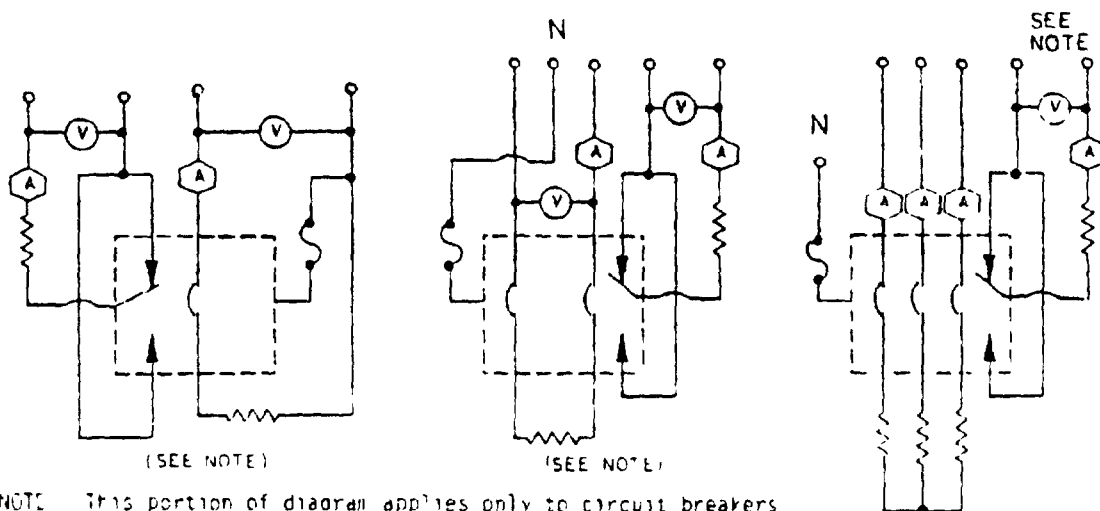 SEE
NOTE
N
V
V
V
V
V
N
A
A
A
A
A A A
A
(SEE NOTE)
(SEE NOTE)
NOTE This portion of diagram applies only to circuit breakers